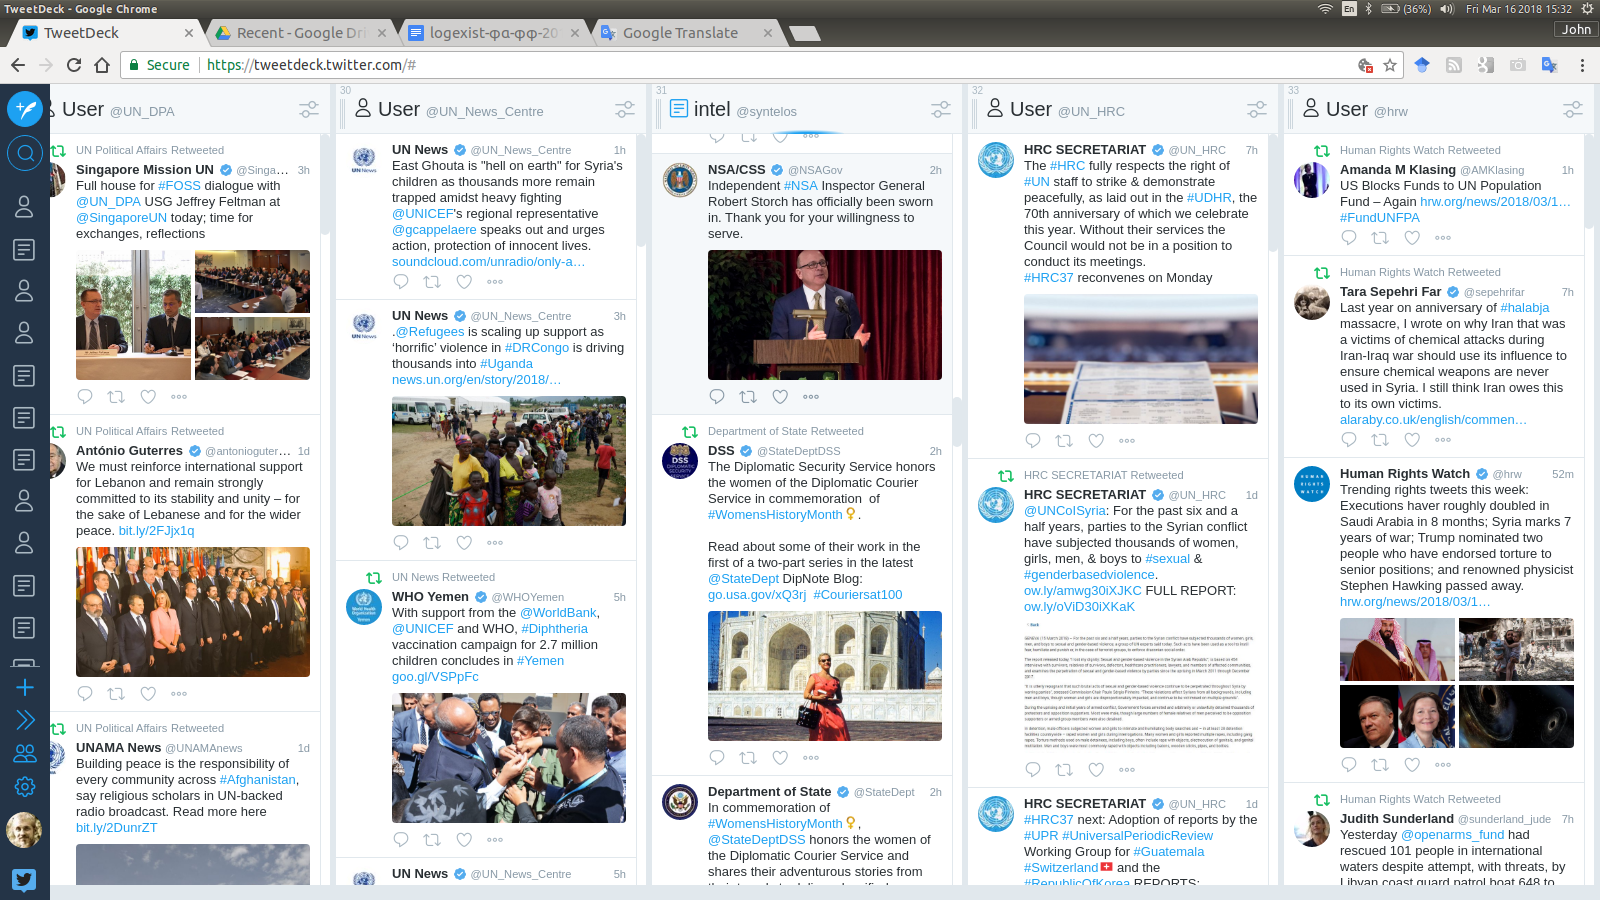 TweetDeck - Google Chrome
En
(36%)
Fri Mar 16 2018 15:32
TweetDeck
Recent - Google Dri
logexist-φα-φφ-20
Google Translate
John
Secure
https://tweetdeck.twitter.com/#
User @UN_DPA
UN Political Affairs Retweeted
Singapore Mission UN @Singa… 3h
Full house for #FOSS dialogue with
@UN_DPA USG Jeffrey Feltman at
@SingaporeUN today; time for
exchanges, reflections
UN Political Affairs Retweeted
António Guterres @antonioguter… 1d
We must reinforce international support
for Lebanon and remain strongly
committed to its stability and unity – for
the sake of Lebanese and for the wider
peace. bit.ly/2FJjx1q
UN Political Affairs Retweeted
UNAMA News @UNAMAnews 1d
Building peace is the responsibility of
every community across #Afghanistan,
say religious scholars in UN-backed
radio broadcast. Read more here
bit.ly/2DunrZT
30
User @UN_News_Centre
UN News @UN_News_Centre 1h
East Ghouta is "hell on earth" for Syria's
children as thousands more remain
trapped amidst heavy fighting
@UNICEF's regional representative
@gcappelaere speaks out and urges
action, protection of innocent lives.
soundcloud.com/unradio/only-a…
UN News @UN_News_Centre 3h
.@Refugees is scaling up support as
‘horrific’ violence in #DRCongo is driving
thousands into #Uganda
news.un.org/en/story/2018/…
UN News Retweeted
WHO Yemen @WHOYemen 5h
With support from the @WorldBank,
@UNICEF and WHO, #Diphtheria
vaccination campaign for 2.7 million
children concludes in #Yemen
goo.gl/VSPpFc
UN News @UN_News_Centre 5h
31
intel @syntelos
NSA/CSS @NSAGov 2h
Independent #NSA Inspector General
Robert Storch has officially been sworn
in. Thank you for your willingness to
serve.
Department of State Retweeted
DSS @StateDeptDSS 2h
The Diplomatic Security Service honors
the women of the Diplomatic Courier
Service in commemoration of
#WomensHistoryMonth♀.
Read about some of their work in the
first of a two-part series in the latest
@StateDept DipNote Blog:
go.usa.gov/xQ3rj #Couriersat100
Department of State @StateDept 2h
In commemoration of
#WomensHistoryMonth♀,
@StateDeptDSS honors the women of
the Diplomatic Courier Service and
shares their adventurous stories from
32
User @UN_HRC
HRC SECRETARIAT @UN_HRC 7h
The #HRC fully respects the right of
#UN staff to strike & demonstrate
peacefully, as laid out in the #UDHR, the
70th anniversary of which we celebrate
this year. Without their services the
Council would not be in a position to
conduct its meetings.
#HRC37 reconvenes on Monday
HRC SECRETARIAT Retweeted
HRC SECRETARIAT @UN_HRC 1d
@UNCoISyria: For the past six and a
half years, parties to the Syrian conflict
have subjected thousands of women,
girls, men, & boys to #sexual &
#genderbasedviolence.
ow.ly/amwg30iXJKC FULL REPORT:
ow.ly/oViD30iXKaK
HRC SECRETARIAT @UN_HRC 1d
#HRC37 next: Adoption of reports by the
#UPR #UniversalPeriodicReview
Working Group for #Guatemala
#Switzerland🇨🇭 and the
#RepublicOfKorea REPORTS:
33
User @hrw
Human Rights Watch Retweeted
Amanda M Klasing @AMKlasing 1h
US Blocks Funds to UN Population
Fund – Again hrw.org/news/2018/03/1…
#FundUNFPA
Human Rights Watch Retweeted
Tara Sepehri Far @sepehrifar 7h
Last year on anniversary of #halabja
massacre, I wrote on why Iran that was
a victims of chemical attacks during
Iran-Iraq war should use its influence to
ensure chemical weapons are never
used in Syria. I still think Iran owes this
to its own victims.
alaraby.co.uk/english/commen…
Human Rights Watch @hrw 52m
Trending rights tweets this week:
Executions haver roughly doubled in
Saudi Arabia in 8 months; Syria marks 7
years of war; Trump nominated two
people who have endorsed torture to
senior positions; and renowned physicist
Stephen Hawking passed away.
hrw.org/news/2018/03/1…
Human Rights Watch Retweeted
Judith Sunderland @sunderland_jude 7h
Yesterday @openarms_fund had
rescued 101 people in international
waters despite attempt, with threats, by
Libyan coast guard patrol boat 648 to